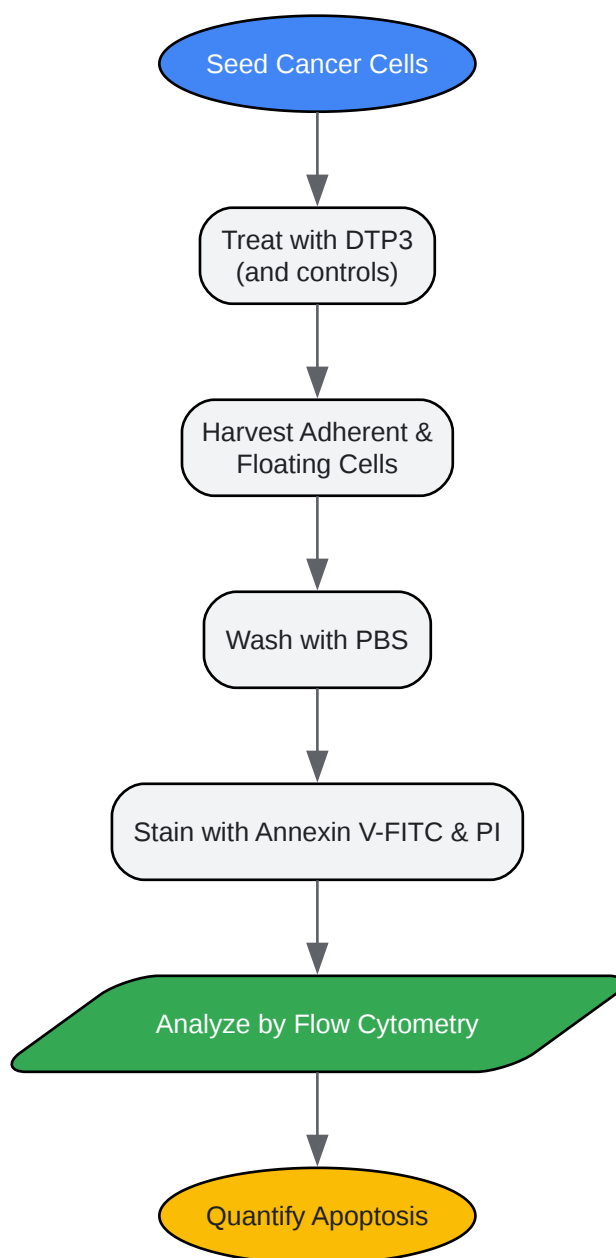 Seed Cancer Cells
Treat with DTP3
(and controls)
Harvest Adherent &
Floating Cells
Wash with PBS
Stain with Annexin V-FITC & PI
Analyze by Flow Cytometry
Quantify Apoptosis